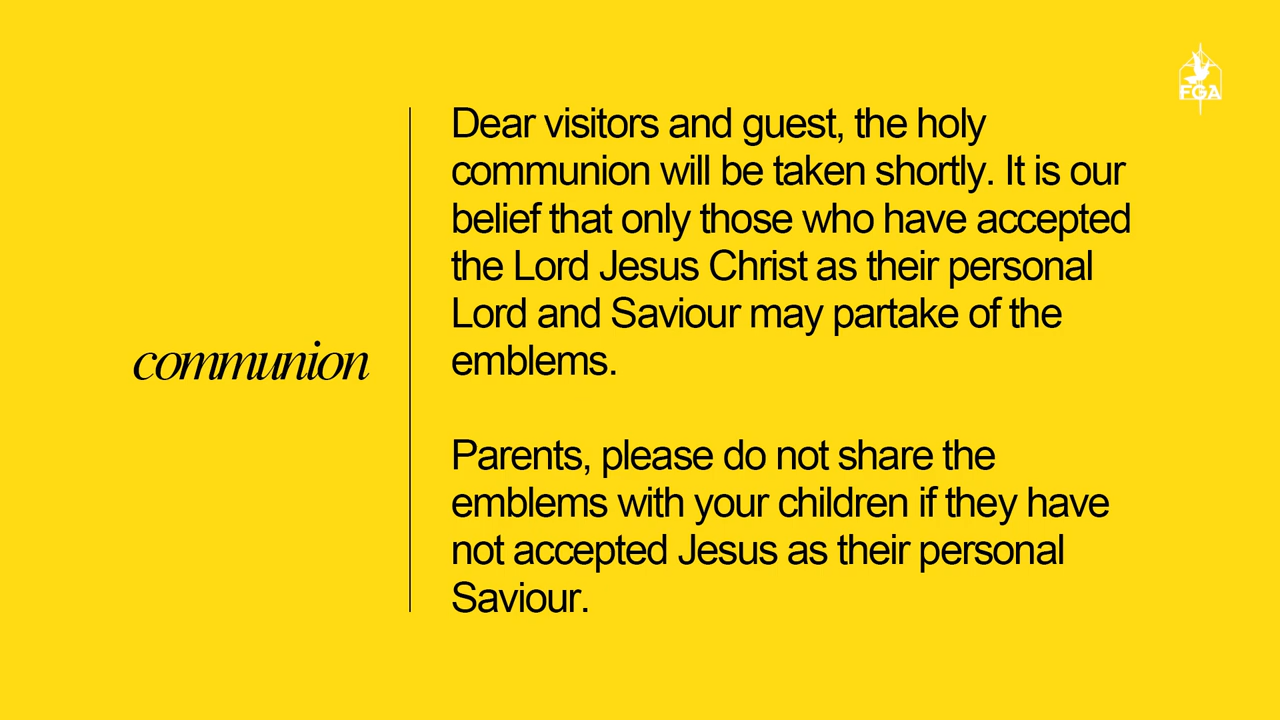 FGA
Dear visitors and guest, the holy
communion will be taken shortly. It is our
belief that only those who have accepted
the Lord Jesus Christ as their personal
Lord and Saviour may partake of the
emblems.
communion
Parents, please do not share the
emblems with your children if they have
not accepted Jesus as their personal
Saviour.